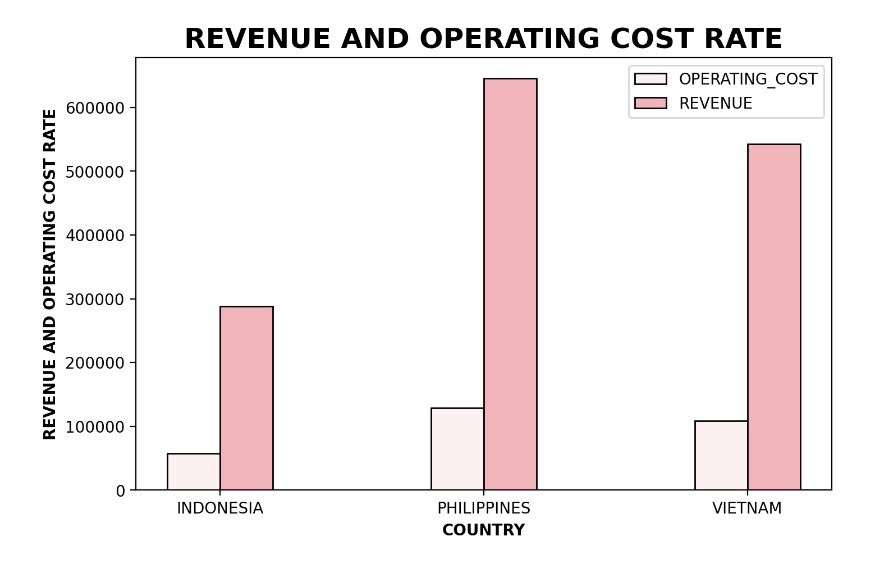 REVENUE AND OPERATING COST RATE
OPERATING_COST
REVENUE
REVENUE AND OPERATING COST RATE
600000
500000
400000
300000
200000
100000
0
INDONESIA
PHILIPPINES
VIETNAM
COUNTRY